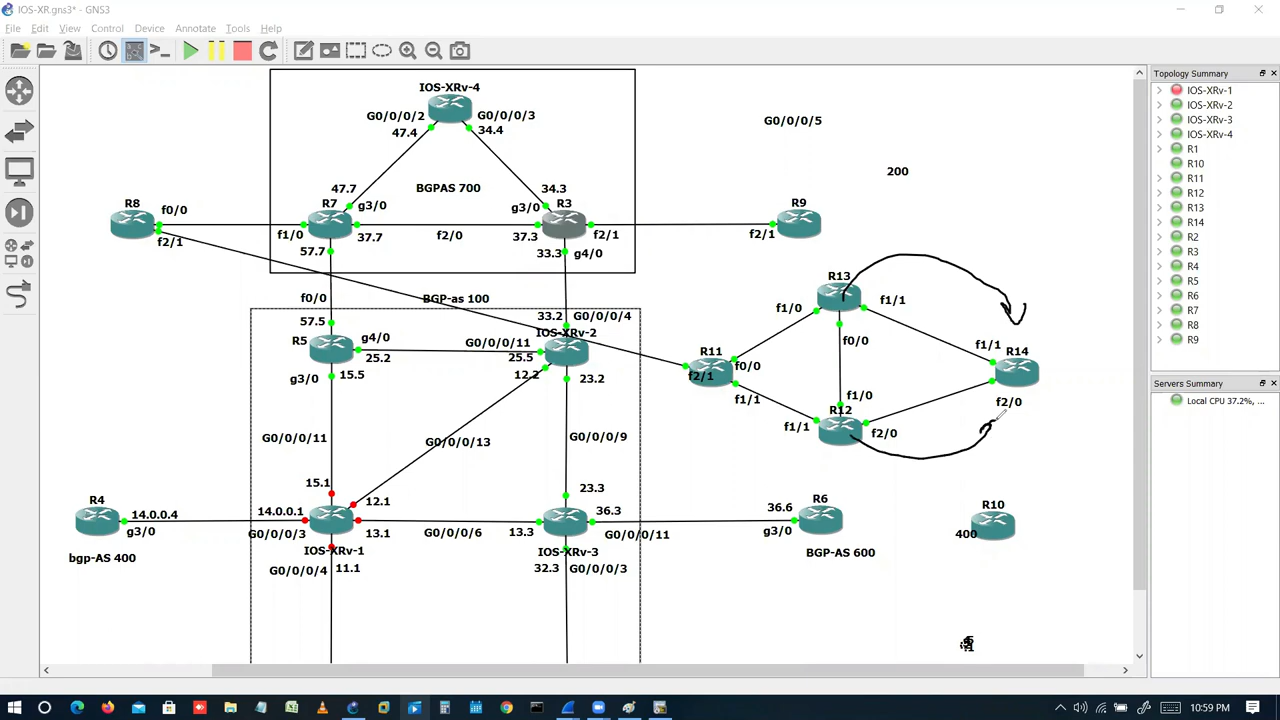 IOS-XR.gns3* - GNS3
File Edit View Control Device Annotate Tools Help
IOS-XRv-4
G0/0/0/2 G0/0/0/3
47.4 34.4
G0/0/0/5
200
47.7 BGPAS 700 34.3
R8 f0/0 R7 g3/0 g3/0 R3 R9
f2/1 f1/0 37.7 f2/0 37.3 f2/1 f2/1
57.7 33.3 g4/0
f0/0 BGP-as 100
57.5 33.2 G0/0/0/4
R5 g4/0 G0/0/0/11 IOS-XRv-2
25.2 25.5
g3/0 15.5 12.2 23.2
R13
f1/0 f1/1
f0/0
R11 f1/1 R14
f2/1 f0/0
f1/1 f1/0 f2/0
R12
f1/1 f2/0
G0/0/0/11 G0/0/0/13 G0/0/0/9
15.1 12.1 23.3
R4 14.0.0.4 14.0.0.1 36.3 36.6 R6 R10
g3/0 G0/0/0/3 13.1 G0/0/0/6 13.3 G0/0/0/11 g3/0 400
bgp-AS 400 IOS-XRv-1 IOS-XRv-3 BGP-AS 600
G0/0/0/4 11.1 32.3 G0/0/0/3
Topology Summary
IOS-XRv-1
IOS-XRv-2
IOS-XRv-3
IOS-XRv-4
R1
R10
R11
R12
R13
R14
R2
R3
R4
R5
R6
R7
R8
R9
Servers Summary
Local CPU 37.2%, ...
10:59 PM